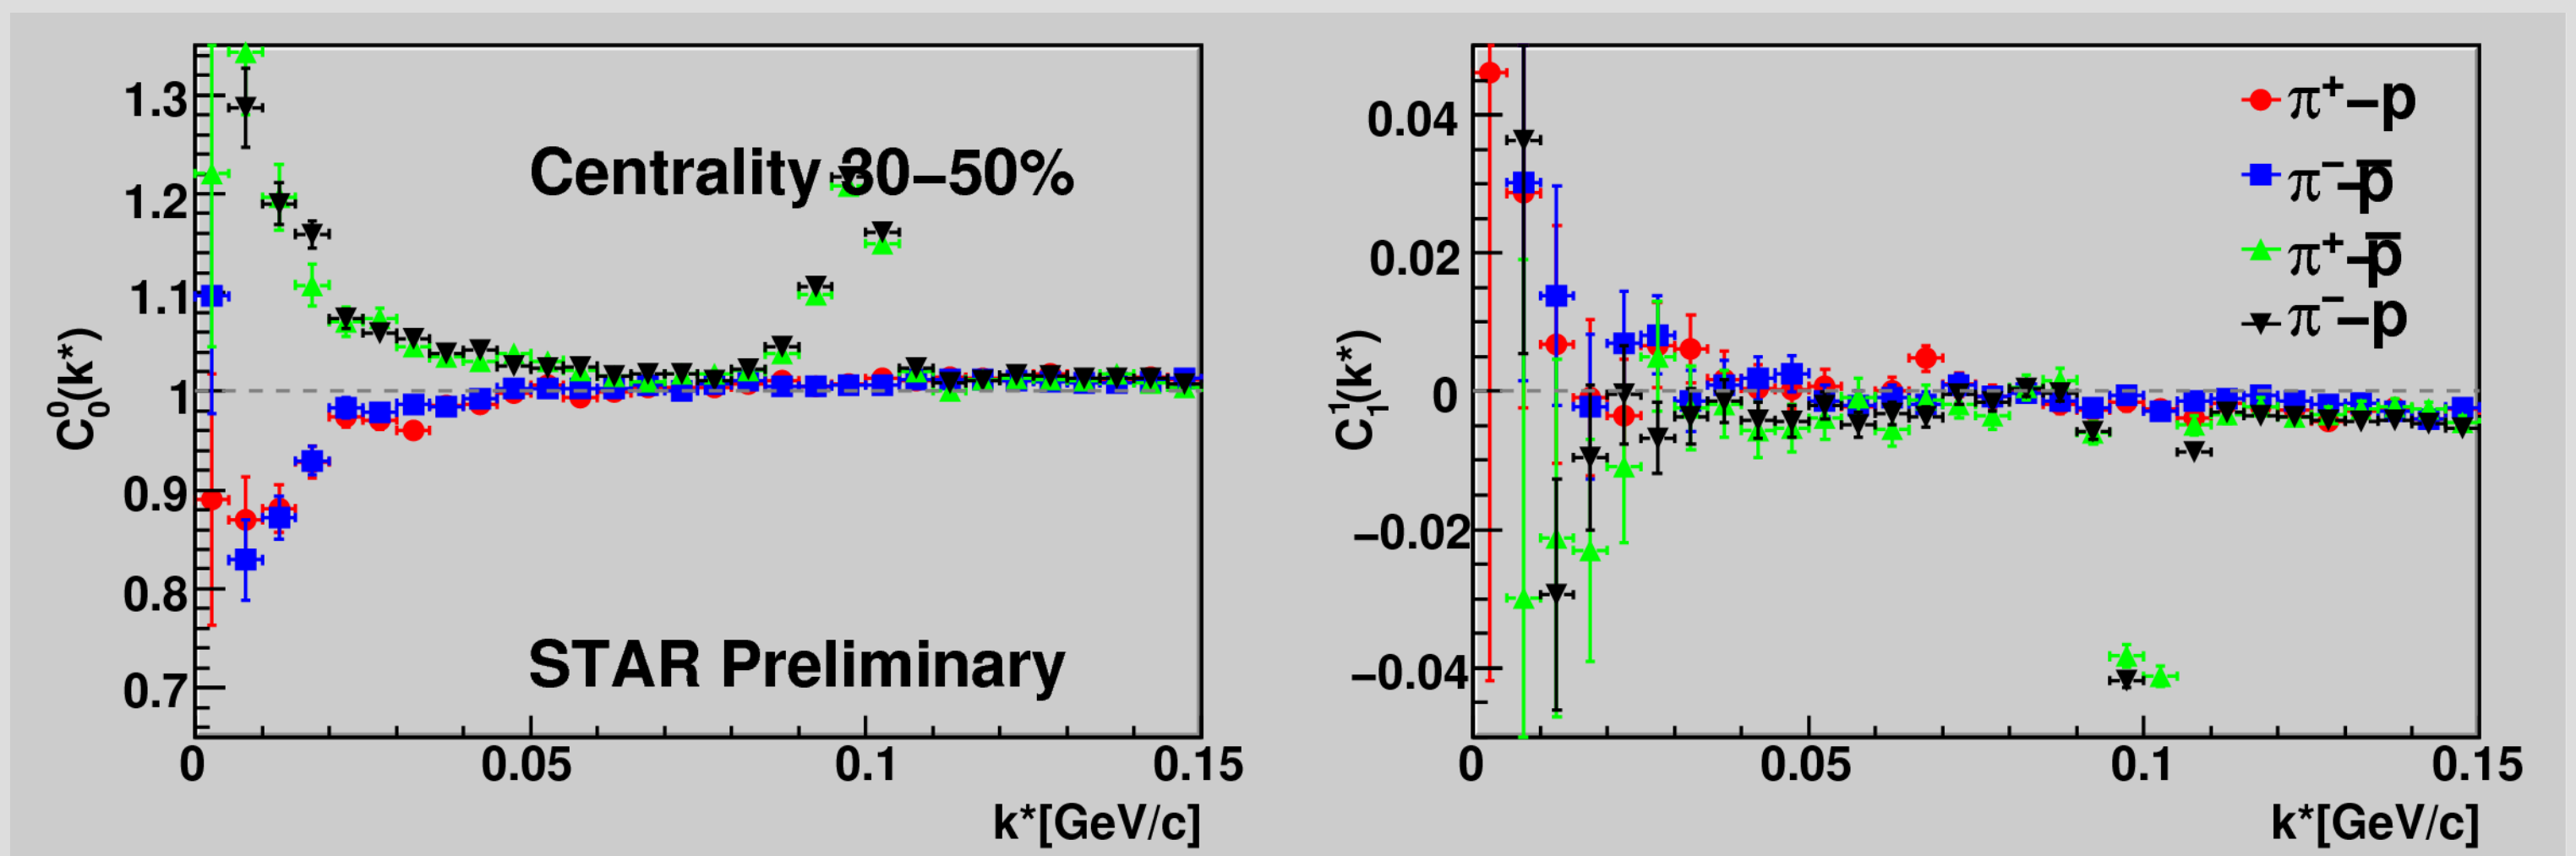 1.3
1.2
1.1
1
0.9
0.8
0.7
C₀⁰(k*)
Centrality 30–50%
STAR Preliminary
0
0.05
0.1
0.15
k*[GeV/c]
0.04
0.02
0
−0.02
−0.04
C₁¹(k*)
π⁺−p
π⁻−p̅
π⁺−p̅
π⁻−p
0
0.05
0.1
0.15
k*[GeV/c]